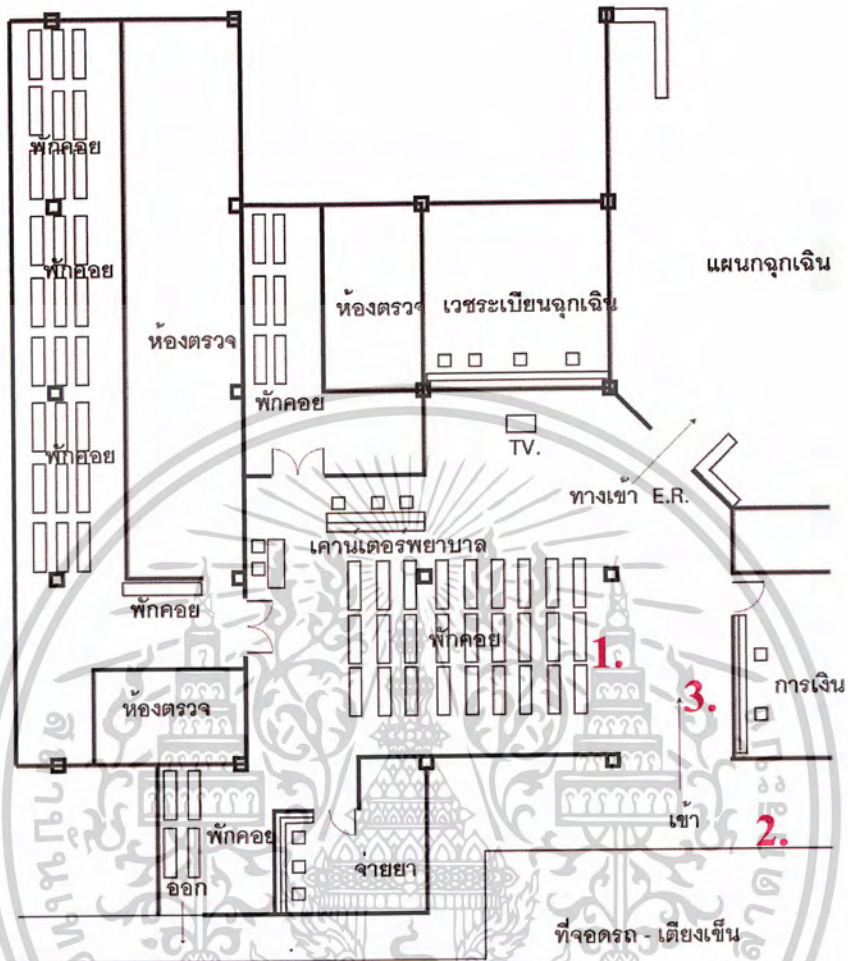 พักคอย
แผนกฉุกเฉิน
พักคอย
ห้องตรวจ
เวชระเบียนฉุกเฉิน
ห้องตรวจ
พักคอย
พักคอย
TV.
ทางเข้า E.R.
เคาน์เตอร์พยาบาล
พักคอย
พักคอย
1.
ห้องตรวจ
3.
การเงิน
เข้า
2.
พักคอย
จ่ายยา
ออก
ที่จอดรถ - เตียงเข็น